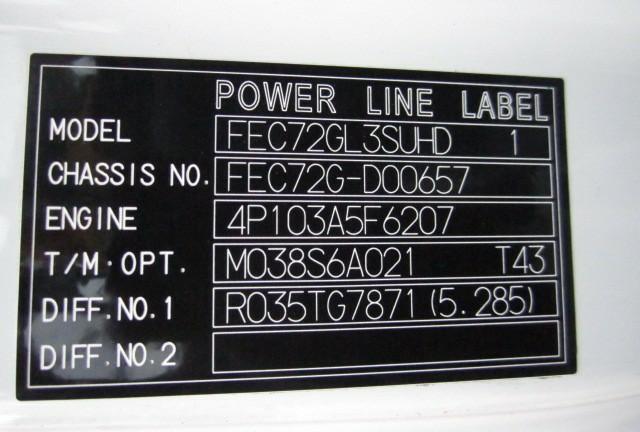 POWER LINE LABEL
MODEL FEC72GL3SUHD 1
CHASSIS NO. FEC72G-D00657
ENGINE 4P103A5F6207
T/M·OPT. M038S6A021 T43
DIFF.NO.1 R035TG7871 (5.285)
DIFF.NO.2